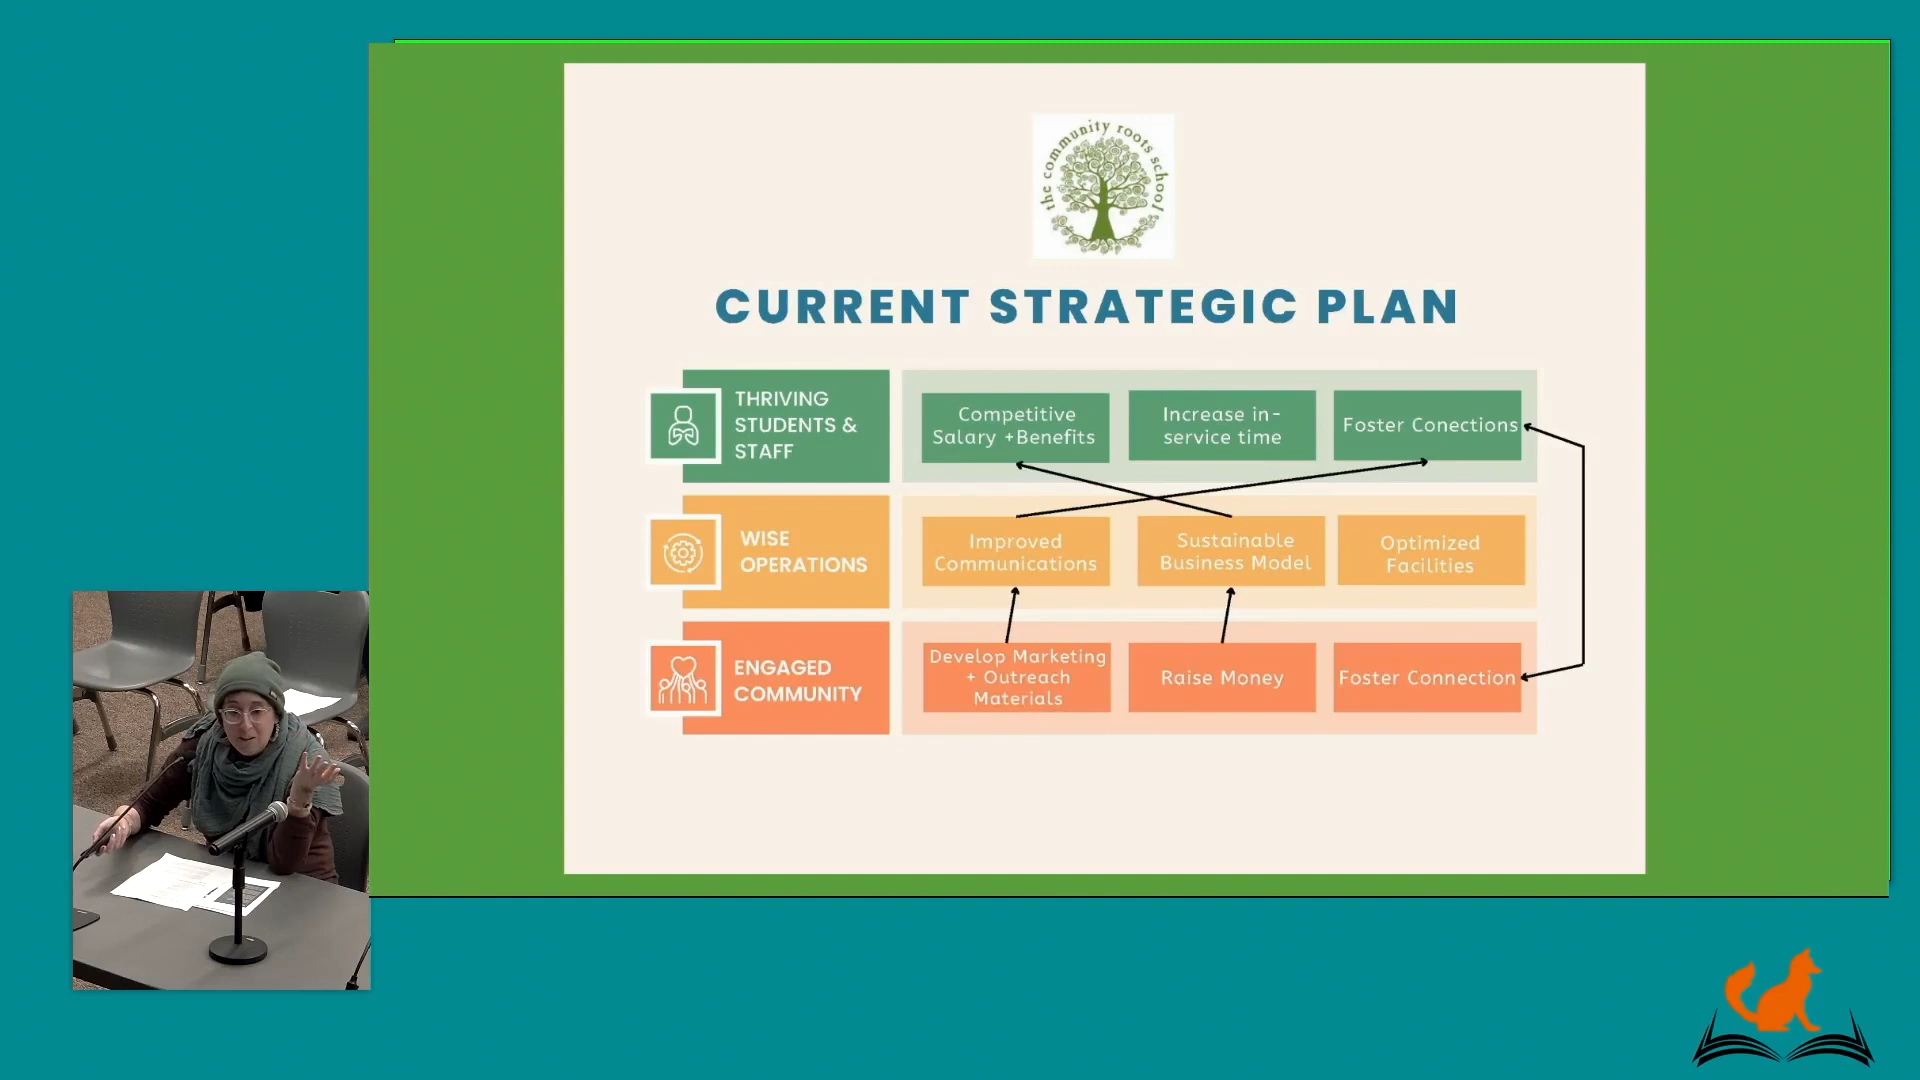 the community roots school
CURRENT STRATEGIC PLAN
THRIVING
STUDENTS &
STAFF
Competitive
Salary +Benefits
Increase in-
service time
Foster Conections
WISE
OPERATIONS
Improved
Communications
Sustainable
Business Model
Optimized
Facilities
ENGAGED
COMMUNITY
Develop Marketing
+ Outreach
Materials
Raise Money
Foster Connection